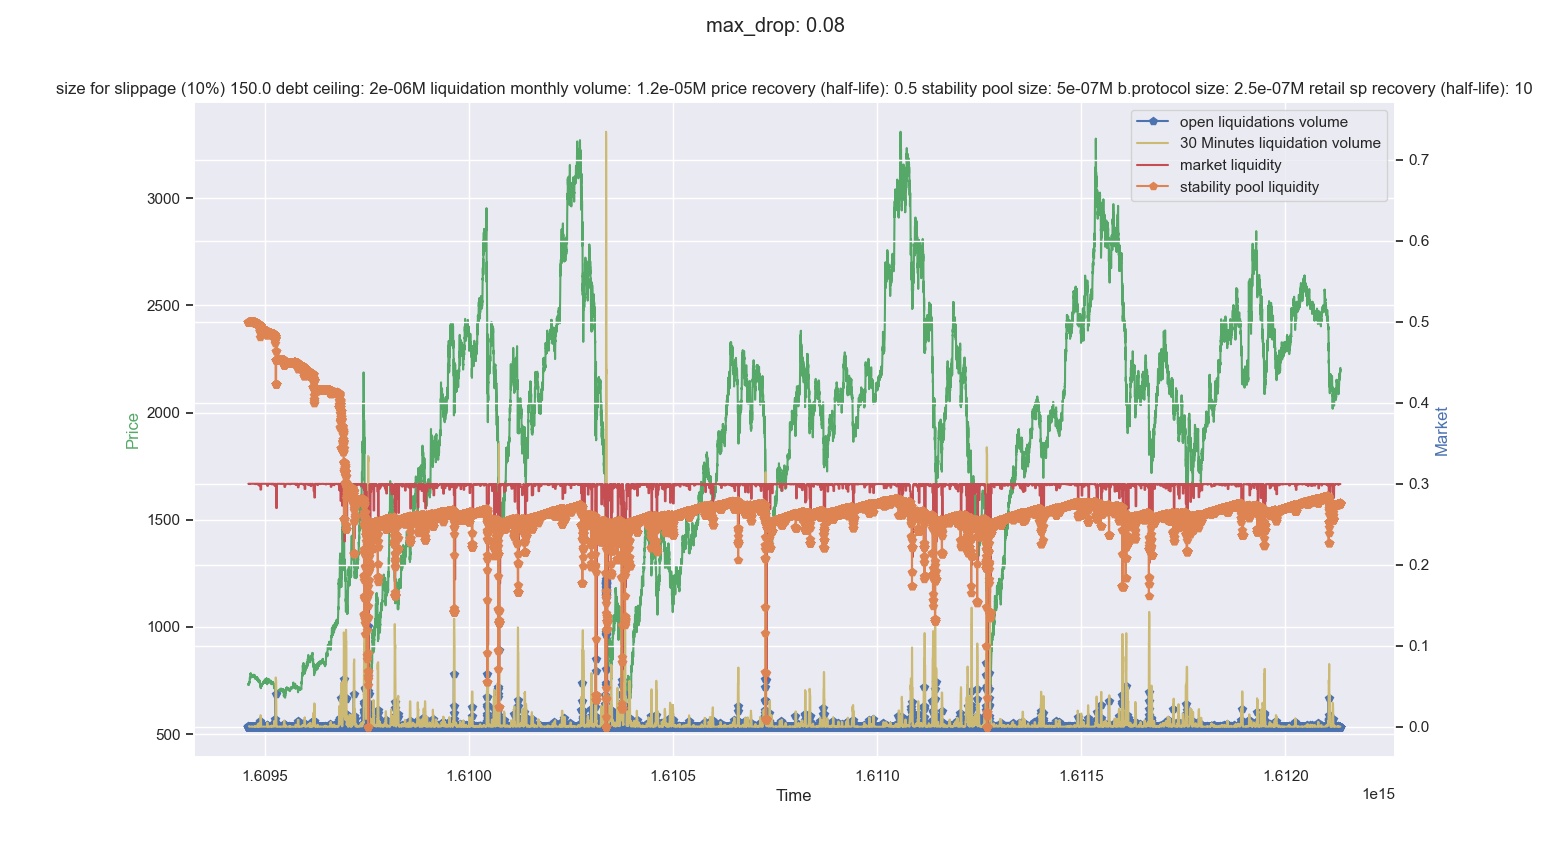 max_drop: 0.08
size for slippage (10%) 150.0 debt ceiling: 2e-06M liquidation monthly volume: 1.2e-05M price recovery (half-life): 0.5 stability pool size: 5e-07M b.protocol size: 2.5e-07M retail sp recovery (half-life): 10
open liquidations volume
30 Minutes liquidation volume
market liquidity
stability pool liquidity
3000
2500
2000
1500
1000
500
Price
0.7
0.6
0.5
0.4
0.3
0.2
0.1
0.0
Market
1.6095 1.6100 1.6105 1.6110 1.6115 1.6120
1e15
Time